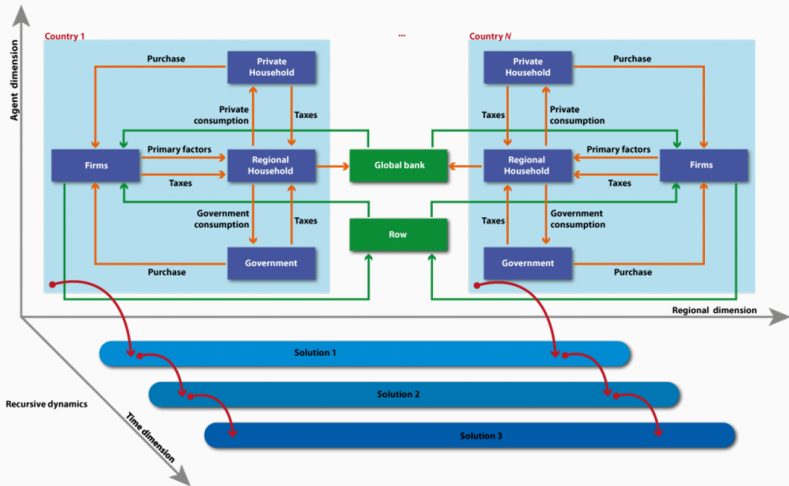 Country 1
...
Country N
Agent dimension
Purchase
Private
Household
Private
Household
Purchase
Private
consumption
Taxes
Taxes
Private
consumption
Firms
Primary factors
Taxes
Regional
Household
Global bank
Regional
Household
Primary factors
Taxes
Firms
Government
consumption
Taxes
Row
Taxes
Government
consumption
Purchase
Government
Government
Purchase
Regional dimension
Solution 1
Solution 2
Solution 3
Recursive dynamics
Time dimension